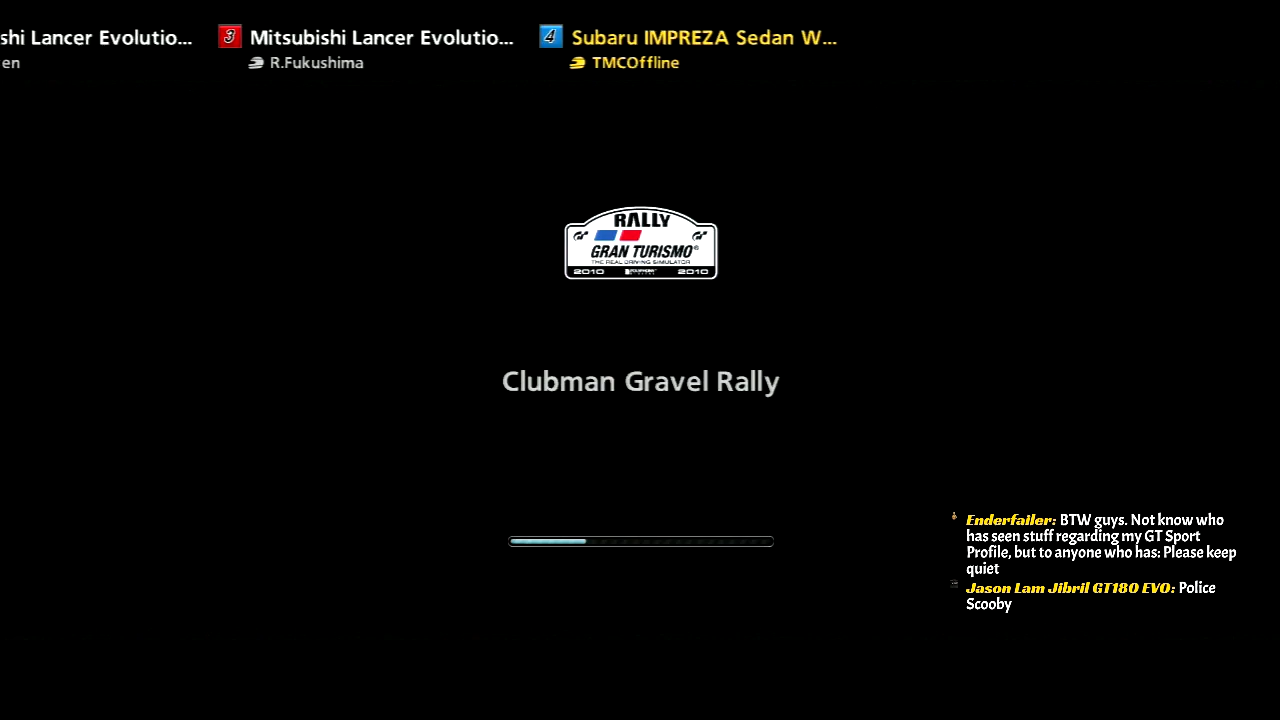 shi Lancer Evolutio... 3 Mitsubishi Lancer Evolutio... 4 Subaru IMPREZA Sedan W...
en R.Fukushima TMCOffline
RALLY
GRAN TURISMO®
THE REAL DRIVING SIMULATOR
2010 2010
Clubman Gravel Rally
Enderfailer: BTW guys. Not know who
has seen stuff regarding my GT Sport
Profile, but to anyone who has: Please keep
quiet
Jason Lam Jibril GT180 EVO: Police
Scooby